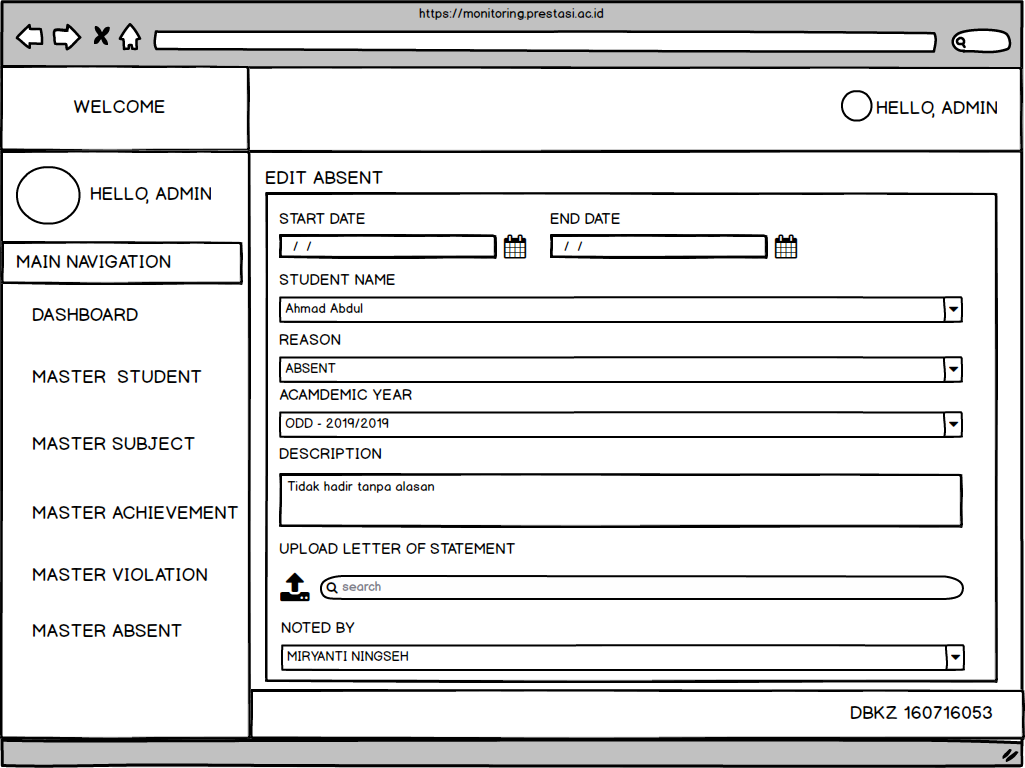 https://monitoring.prestasi.ac.id
WELCOME
HELLO, ADMIN
HELLO, ADMIN
MAIN NAVIGATION
DASHBOARD
MASTER STUDENT
MASTER SUBJECT
MASTER ACHIEVEMENT
MASTER VIOLATION
MASTER ABSENT
EDIT ABSENT
START DATE
END DATE
/ /
/ /
STUDENT NAME
Ahmad Abdul
REASON
ABSENT
ACAMDEMIC YEAR
ODD - 2019/2019
DESCRIPTION
Tidak hadir tanpa alasan
UPLOAD LETTER OF STATEMENT
search
NOTED BY
MIRYANTI NINGSEH
DBKZ 160716053